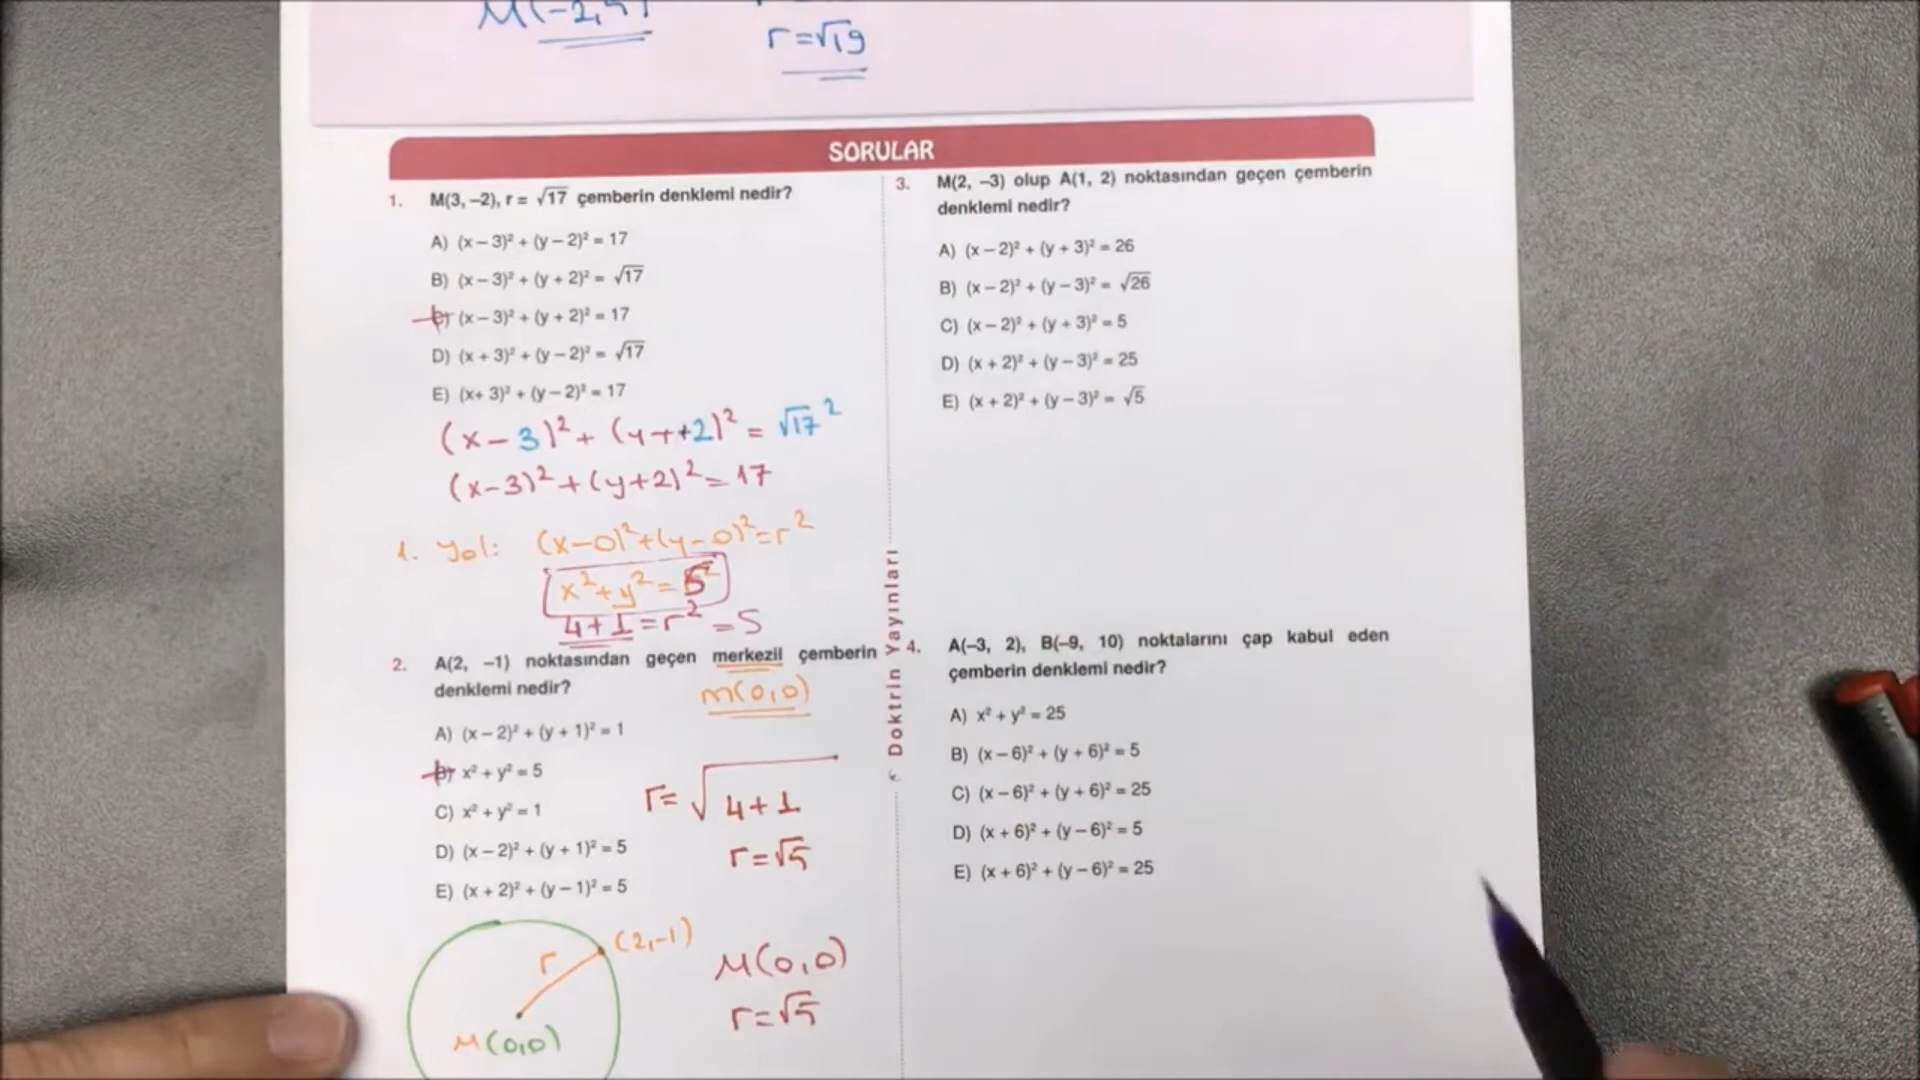 r=√19
SORULAR
1. M(3, –2), r = √17 çemberin denklemi nedir?
A) (x – 3)² + (y – 2)² = 17
B) (x – 3)² + (y + 2)² = √17
C) (x – 3)² + (y + 2)² = 17
D) (x + 3)² + (y – 2)² = √17
E) (x+ 3)² + (y – 2)² = 17
(x-3)²+(y++2)²=√17²
(x-3)²+(y+2)²=17
1. yol: (x-0)²+(y-0)²=r²
x²+y²=5²
4+1=r²=5
2. A(2, –1) noktasından geçen merkezil çemberin
denklemi nedir?
m(0,0)
A) (x – 2)² + (y + 1)² = 1
B) x² + y² = 5
C) x² + y² = 1
D) (x – 2)² + (y + 1)² = 5
E) (x + 2)² + (y – 1)² = 5
r=√4+1
r=√5
(2,-1)
r
M(0,0)
M(0,0)
r=√5
Doktrin Yayınları
3. M(2, –3) olup A(1, 2) noktasından geçen çemberin
denklemi nedir?
A) (x – 2)² + (y + 3)² = 26
B) (x – 2)² + (y – 3)² = √26
C) (x – 2)² + (y + 3)² = 5
D) (x + 2)² + (y – 3)² = 25
E) (x + 2)² + (y – 3)² = √5
4. A(–3, 2), B(–9, 10) noktalarını çap kabul eden
çemberin denklemi nedir?
A) x² + y² = 25
B) (x – 6)² + (y + 6)² = 5
C) (x – 6)² + (y + 6)² = 25
D) (x + 6)² + (y – 6)² = 5
E) (x + 6)² + (y – 6)² = 25